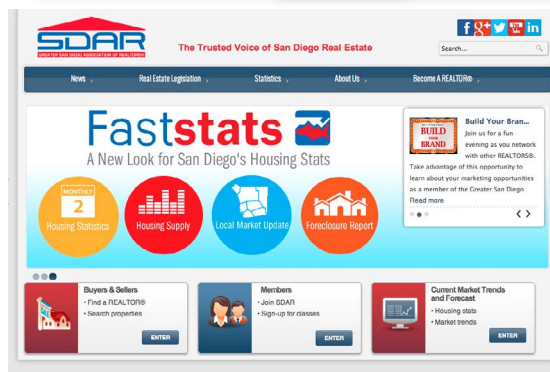 SDAR
GREATER SAN DIEGO ASSOCIATION OF REALTORS®
The Trusted Voice of San Diego Real Estate
Search...
News
Real Estate Legislation
Statistics
About Us
Become A REALTOR®
Faststats
A New Look for San Diego's Housing Stats
MONTHLY
2
Housing Statistics
Housing Supply
Local Market Update
Foreclosure Report
BUILD
YOUR
BRAND
Build Your Bran...
Join us for a fun
evening as you network
with other REALTORS®.
Take advantage of this opportunity to
learn about your marketing opportunities
as a member of the Greater San Diego
Read more
Buyers & Sellers
• Find a REALTOR®
• Search properties
ENTER
Members
• Join SDAR
• Sign-up for classes
ENTER
Current Market Trends
and Forecast
• Housing stats
• Market trends
ENTER